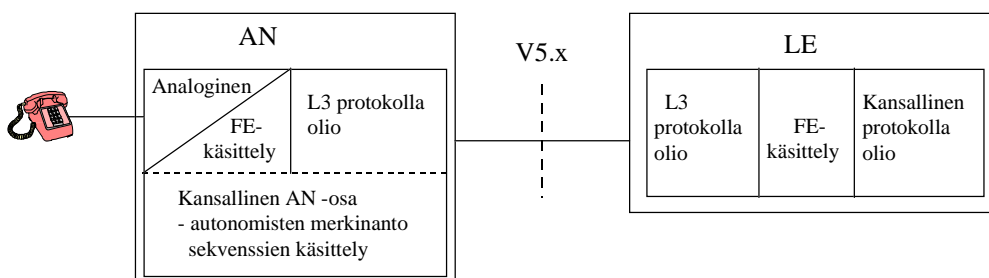 AN
Analoginen
FE-
käsittely
L3 protokolla
olio
Kansallinen AN -osa
- autonomisten merkinanto
sekvenssien käsittely
V5.x
LE
L3
protokolla
olio
FE-
käsittely
Kansallinen
protokolla
olio